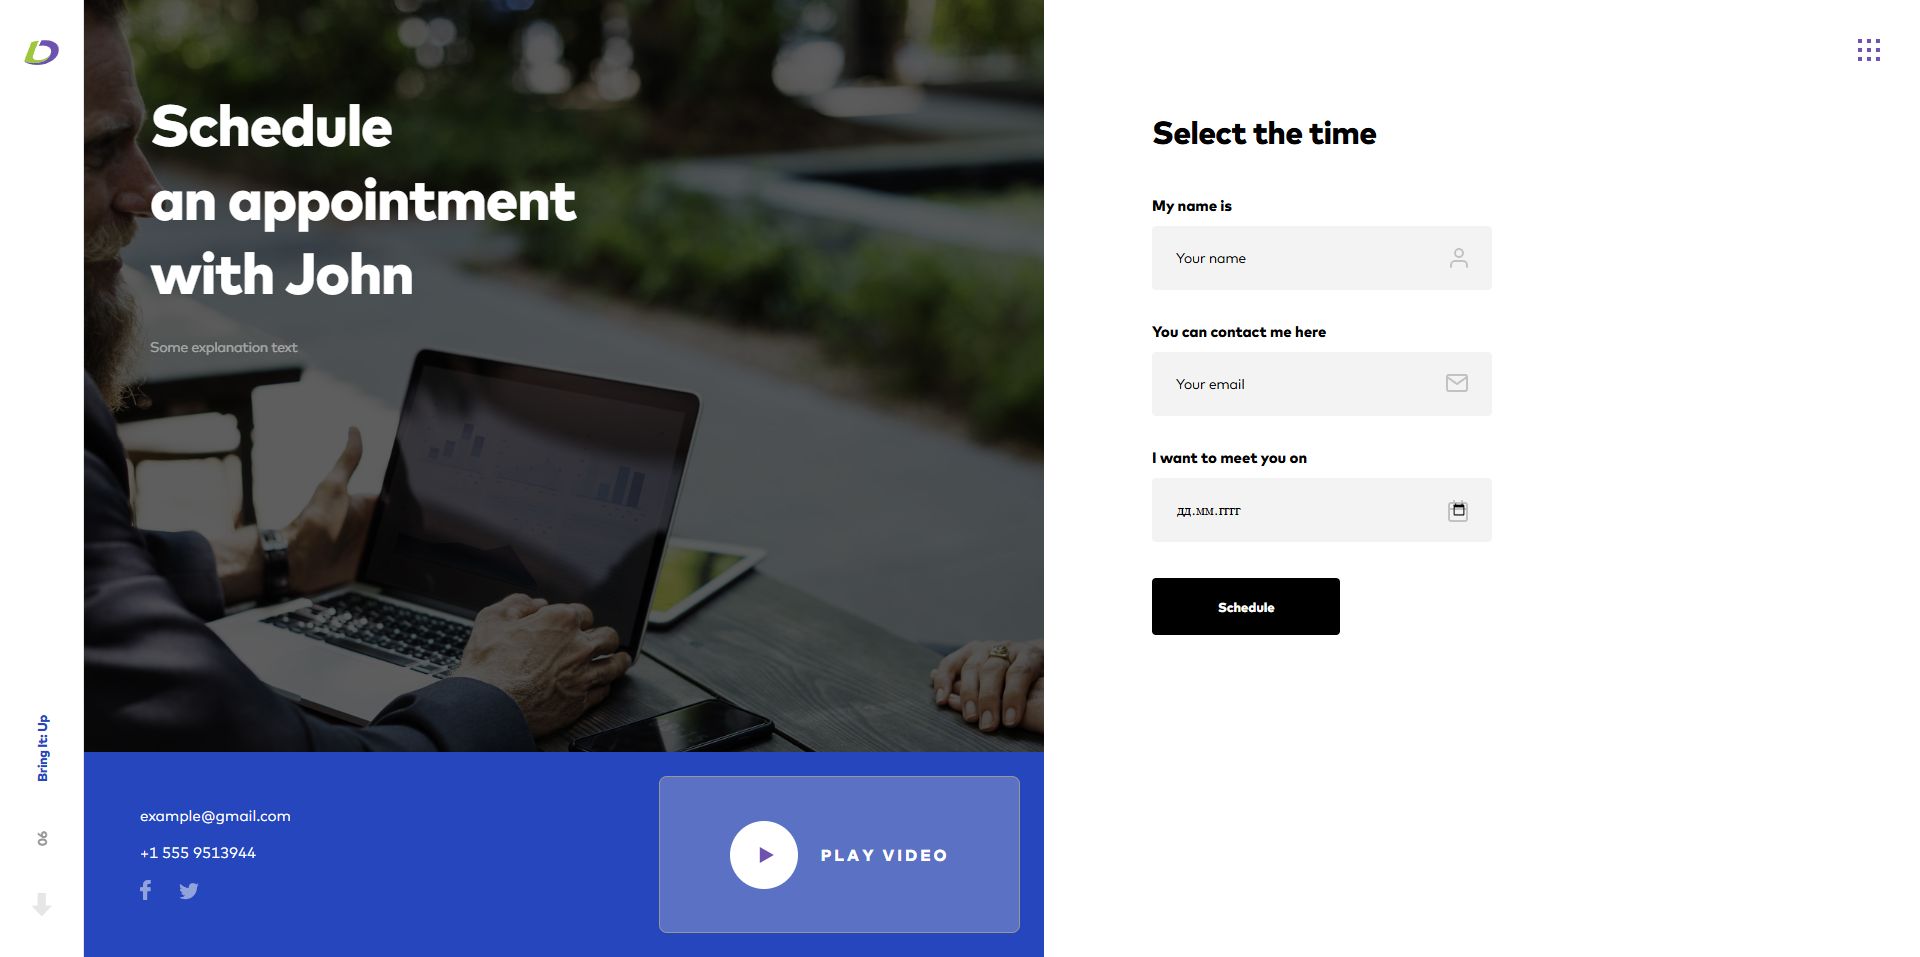 Schedule
an appointment
with John
Some explanation text
Select the time
My name is
Your name
You can contact me here
Your email
I want to meet you on
дд.мм.гггг
Schedule
Bring It: Up
06
example@gmail.com
+1 555 9513944
PLAY VIDEO